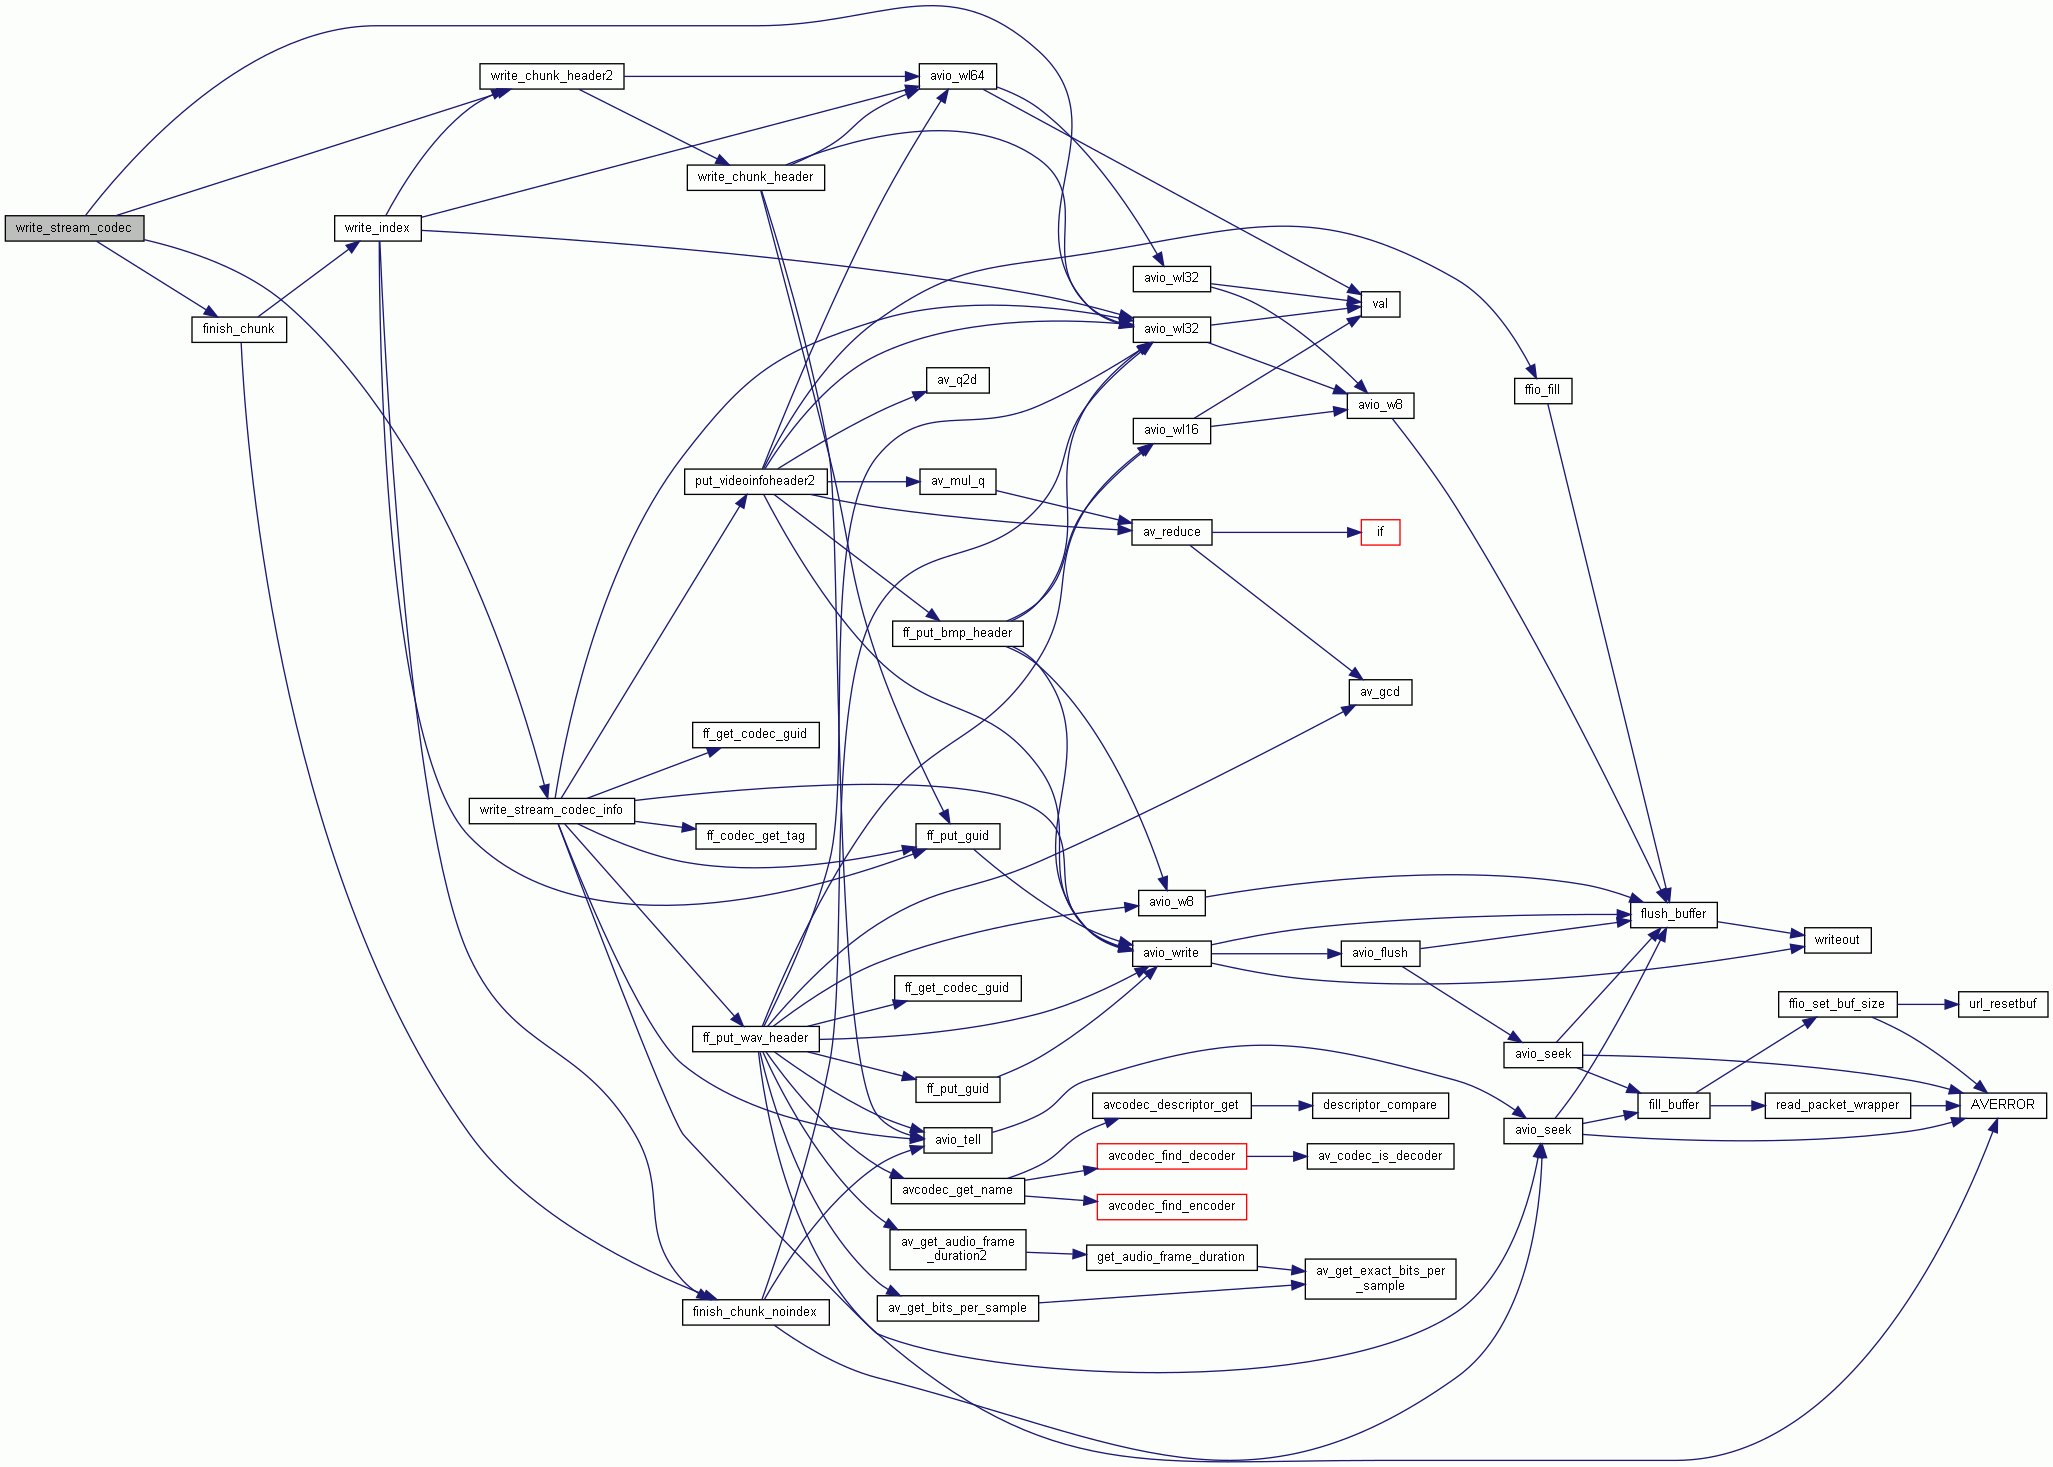 write_chunk_header2
avio_wl64
write_chunk_header
write_stream_codec
write_index
avio_wl32
val
finish_chunk
avio_wl32
av_q2d
ffio_fill
avio_w8
avio_wl16
put_videoinfoheader2
av_mul_q
av_reduce
if
ff_put_bmp_header
av_gcd
ff_get_codec_guid
write_stream_codec_info
ff_codec_get_tag
ff_put_guid
avio_w8
flush_buffer
writeout
avio_write
avio_flush
ff_get_codec_guid
ffio_set_buf_size
url_resetbuf
ff_put_wav_header
avio_seek
ff_put_guid
avcodec_descriptor_get
descriptor_compare
fill_buffer
read_packet_wrapper
AVERROR
avio_tell
avio_seek
avcodec_find_decoder
av_codec_is_decoder
avcodec_get_name
avcodec_find_encoder
av_get_audio_frame
_duration2
get_audio_frame_duration
av_get_exact_bits_per
_sample
av_get_bits_per_sample
finish_chunk_noindex